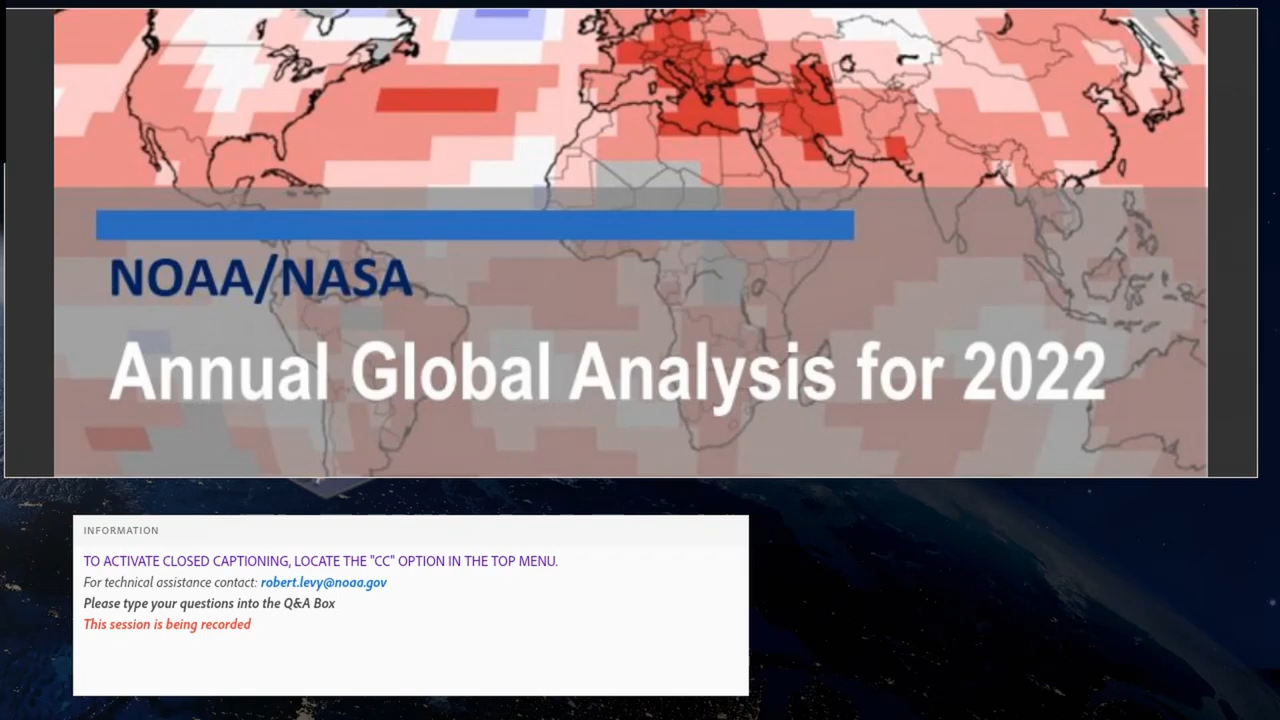 NOAA/NASA
Annual Global Analysis for 2022
INFORMATION
TO ACTIVATE CLOSED CAPTIONING, LOCATE THE "CC" OPTION IN THE TOP MENU.
For technical assistance contact: robert.levy@noaa.gov
Please type your questions into the Q&A Box
This session is being recorded